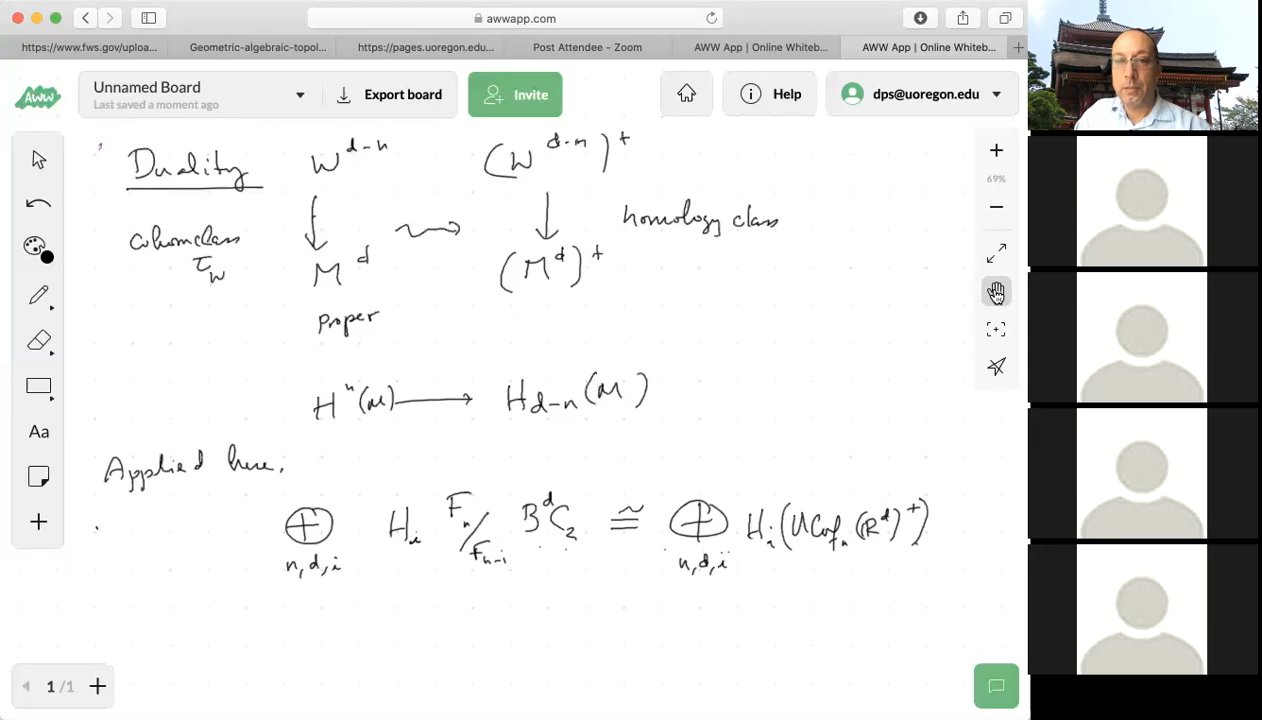 awwapp.com
https://www.fws.gov/uploa...
Geometric-algebraic-topol...
https://pages.uoregon.edu...
Post Attendee - Zoom
AWW App | Online Whiteb...
AWW App | Online Whiteb...
AWW
Unnamed Board
Last saved a moment ago
Export board
Invite
Help
dps@uoregon.edu
69%
Duality W^{d-n} (W^{d-n})^+
cohom class τ_W homology class
M^d (M^d)^+
proper
H^n(M) ⟶ H_{d-n}(M)
Applied here,
⊕_{n,d,i} H_i F_n/F_{n-1} B^d C_2 ≅ ⊕_{n,d,i} H_i(UConf_n(R^d)^+)
Aa
1 /1